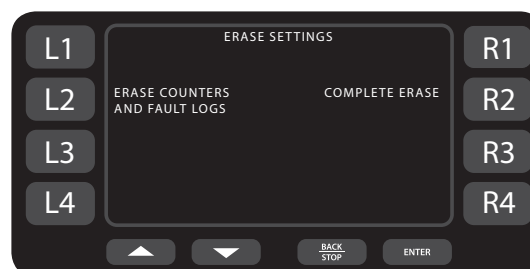 ERASE SETTINGS
L1
R1
L2
ERASE COUNTERS
AND FAULT LOGS
COMPLETE ERASE
R2
L3
R3
L4
R4
BACK
STOP
ENTER